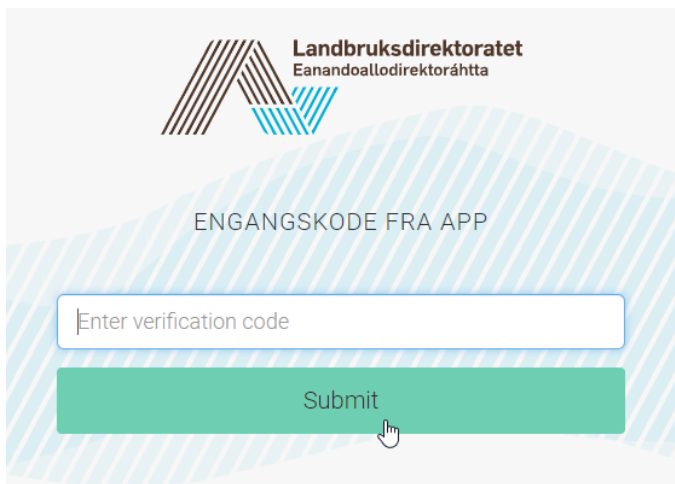 Landbruksdirektoratet
Eanandoallodirektoráhtta
ENGANGSKODE FRA APP
Enter verification code
Submit